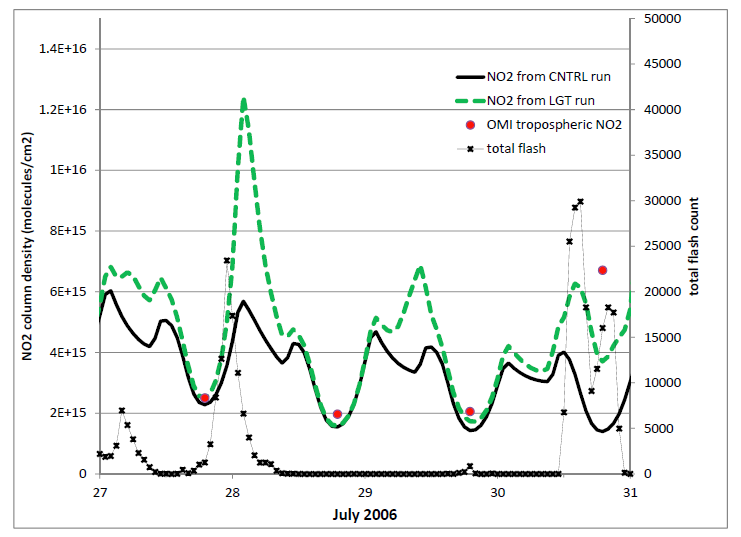 NO2 column density (molecules/cm2)
1.4E+16
1.2E+16
1E+16
8E+15
6E+15
4E+15
2E+15
0
50000
45000
40000
35000
30000
25000
20000
15000
10000
5000
0
total flash count
NO2 from CNTRL run
NO2 from LGT run
OMI tropospheric NO2
total flash
27 28 29 30 31
July 2006